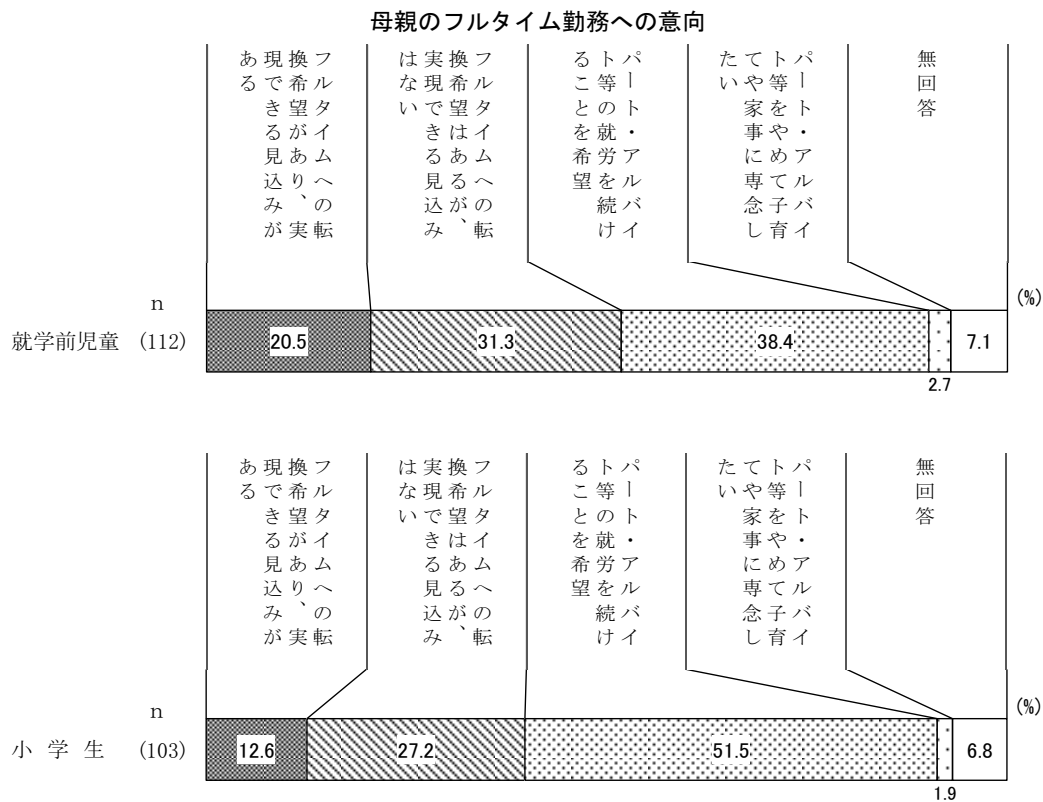 母親のフルタイム勤務への意向
フルタイムへの転
換希望があり、実
現できる見込みが
ある
フルタイムへの転
換希望はあるが、
実現できる見込み
はない
パート・アルバイ
ト等の就労を続け
ることを希望
パート・アルバイ
ト等をやめて子育
てや家事に専念し
たい
無回答
n
(%)
就学前児童 (112)
20.5
31.3
38.4
7.1
2.7
フルタイムへの転
換希望があり、実
現できる見込みが
ある
フルタイムへの転
換希望はあるが、
実現できる見込み
はない
パート・アルバイ
ト等の就労を続け
ることを希望
パート・アルバイ
ト等をやめて子育
てや家事に専念し
たい
無回答
n
(%)
小 学 生 (103)
12.6
27.2
51.5
6.8
1.9